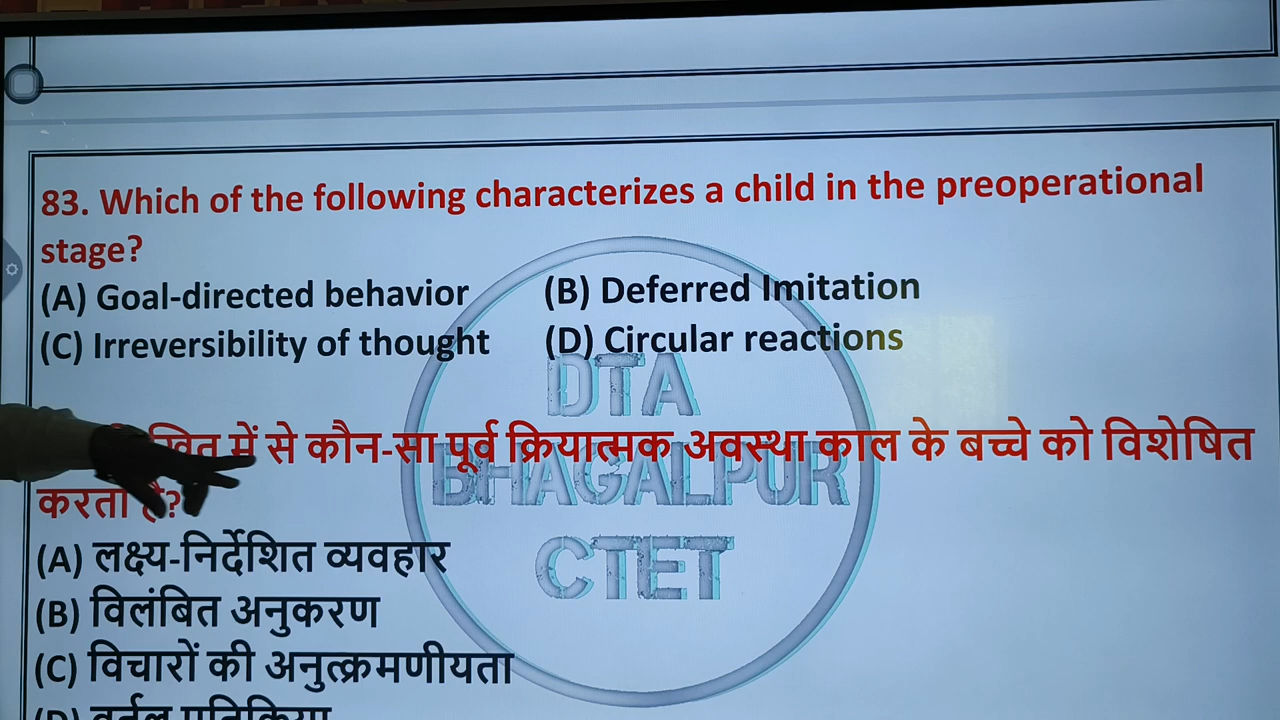 83. Which of the following characterizes a child in the preoperational
stage?
(A) Goal-directed behavior (B) Deferred Imitation
(C) Irreversibility of thought (D) Circular reactions
DTA
में से कौन-सा पूर्व क्रियात्मक अवस्था काल के बच्चे को विशेषित
BHAGALPUR
करता है?
(A) लक्ष्य-निर्देशित व्यवहार
CTET
(B) विलंबित अनुकरण
(C) विचारों की अनुत्क्रमणीयता